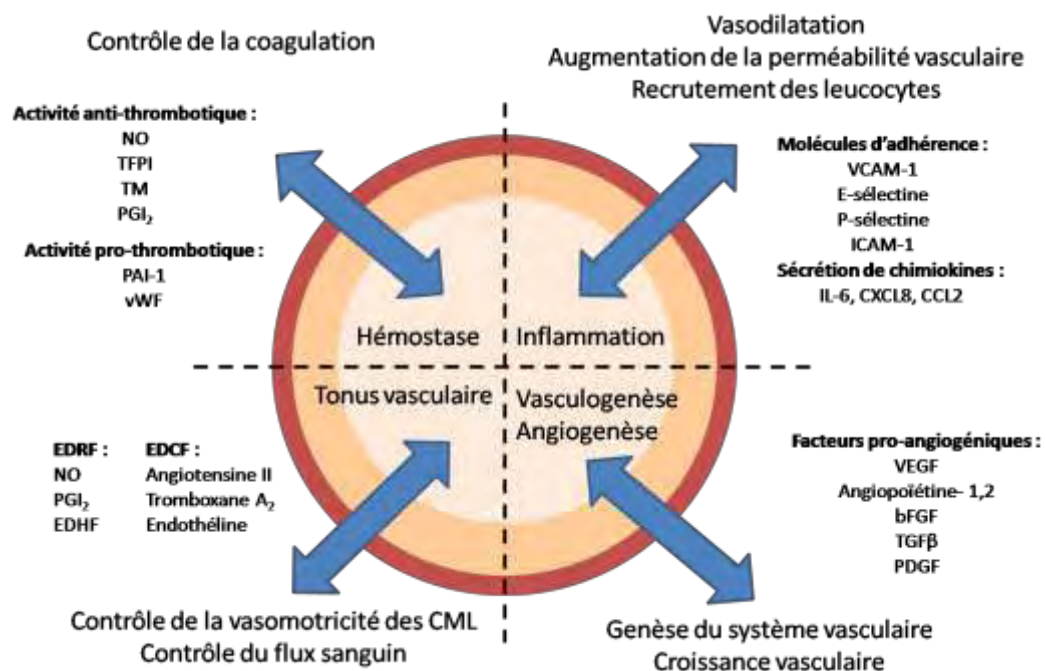 Contrôle de la coagulation
Activité anti-thrombotique :
NO
TFPI
TM
PGI₂
Activité pro-thrombotique :
PAI-1
vWF
Vasodilatation
Augmentation de la perméabilité vasculaire
Recrutement des leucocytes
Molécules d'adhérence :
VCAM-1
E-sélectine
P-sélectine
ICAM-1
Sécrétion de chimiokines :
IL-6, CXCL8, CCL2
Hémostase
Inflammation
Tonus vasculaire
Vasculogenèse
Angiogenèse
EDRF : EDCF :
NO Angiotensine II
PGI₂ Tromboxane A₂
EDHF Endothéline
Contrôle de la vasomotricité des CML
Contrôle du flux sanguin
Facteurs pro-angiogéniques :
VEGF
Angiopoïétine- 1,2
bFGF
TGFβ
PDGF
Genèse du système vasculaire
Croissance vasculaire